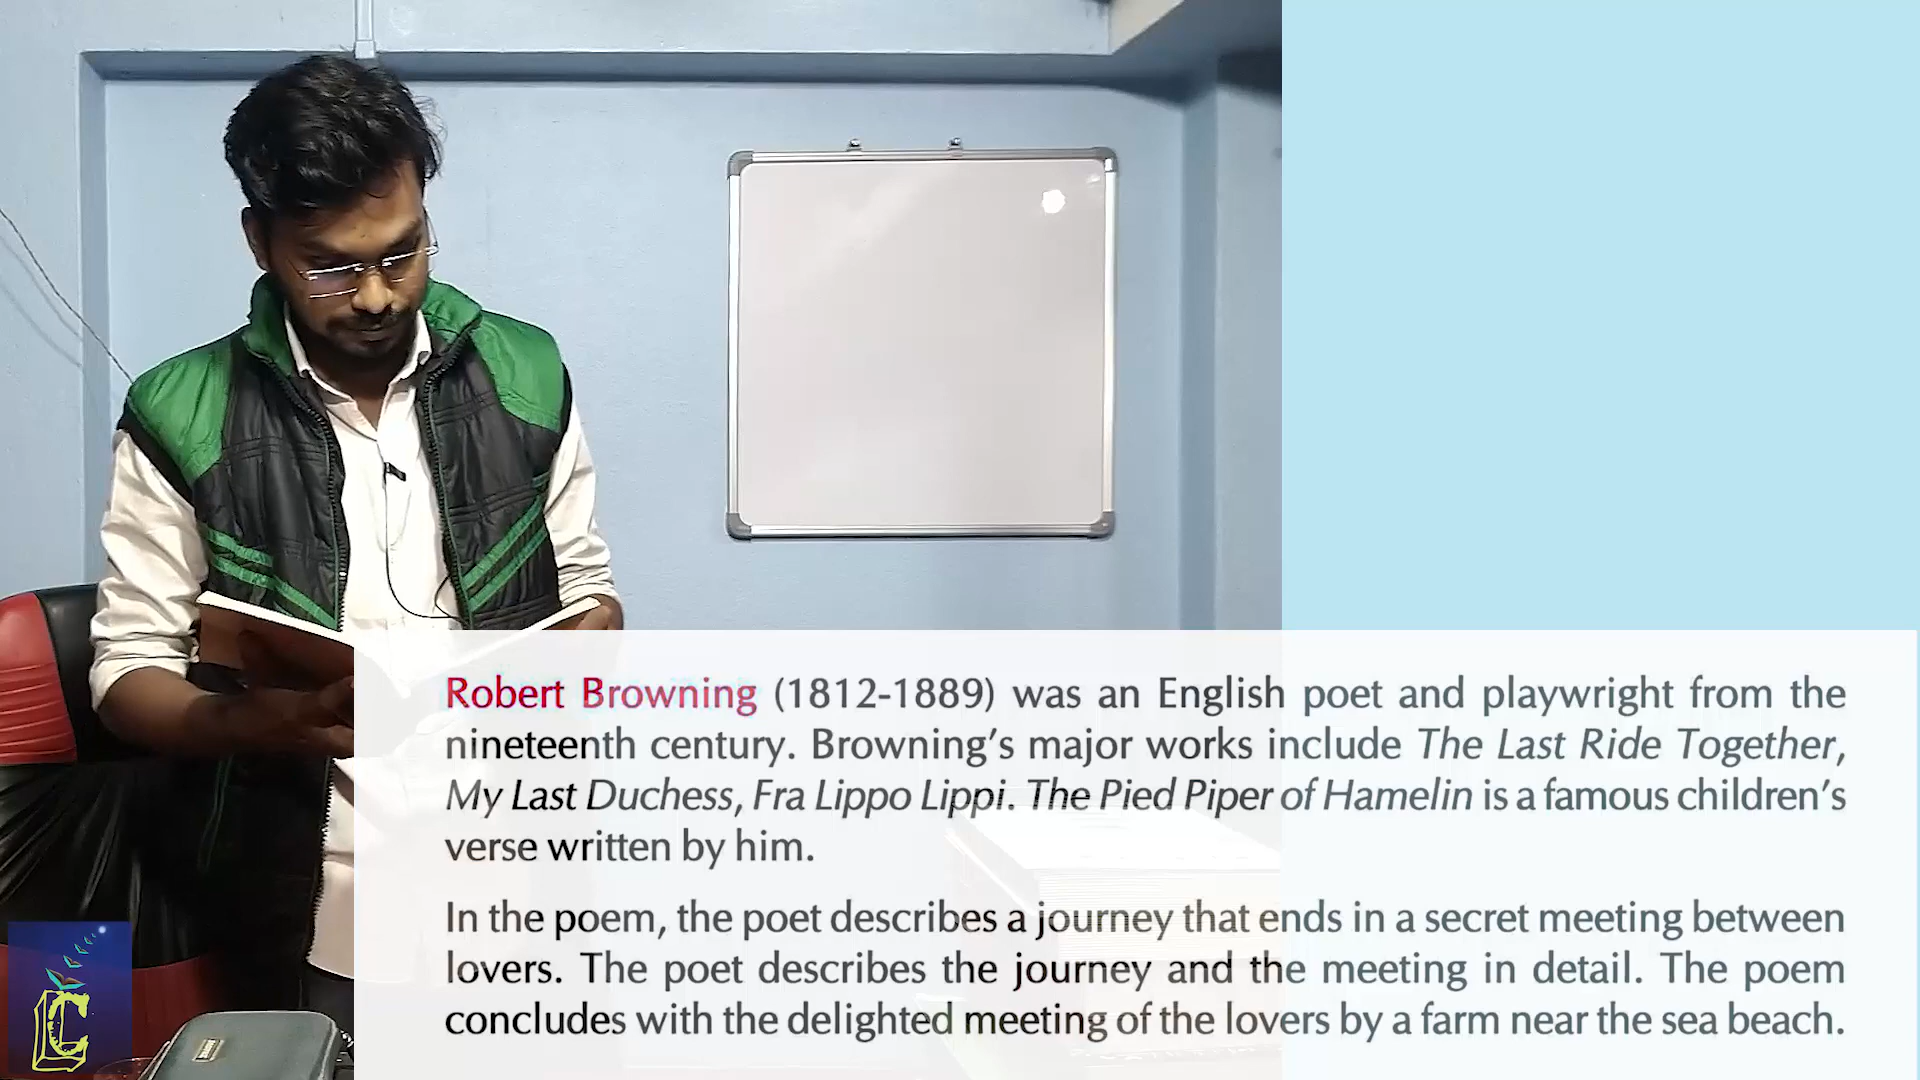 Robert Browning (1812-1889) was an English poet and playwright from the
nineteenth century. Browning's major works include The Last Ride Together,
My Last Duchess, Fra Lippo Lippi. The Pied Piper of Hamelin is a famous children's
verse written by him.
In the poem, the poet describes a journey that ends in a secret meeting between
lovers. The poet describes the journey and the meeting in detail. The poem
concludes with the delighted meeting of the lovers by a farm near the sea beach.